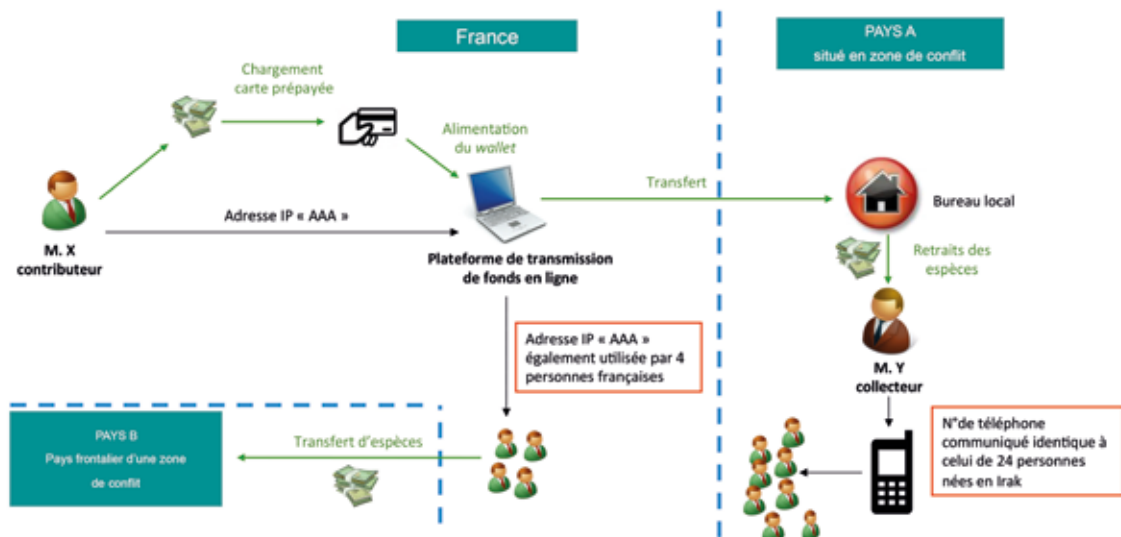 France
PAYS A
situé en zone de conflit
Chargement
carte prépayée
Alimentation
du wallet
Transfert
Adresse IP « AAA »
Bureau local
M. X
contributeur
Plateforme de transmission
de fonds en ligne
Retraits des
espèces
Adresse IP « AAA »
également utilisée par 4
personnes françaises
M. Y
collecteur
PAYS B
Pays frontalier d'une zone
de conflit
Transfert d'espèces
N°de téléphone
communiqué identique à
celui de 24 personnes
nées en Irak